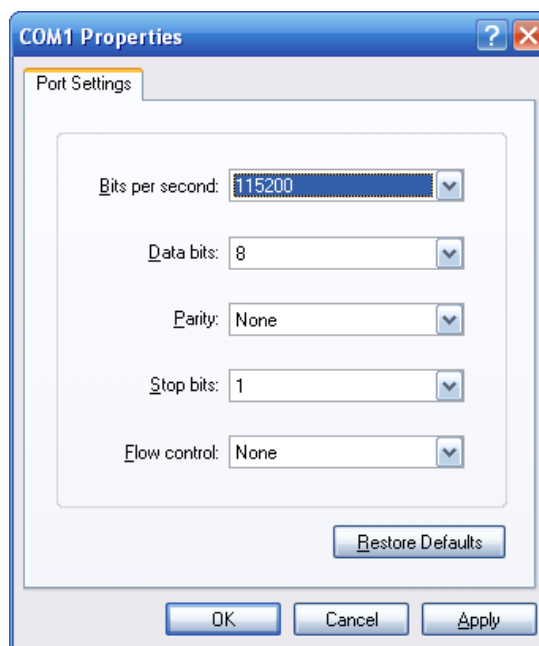 COM1 Properties
Port Settings
Bits per second: 115200
Data bits: 8
Parity: None
Stop bits: 1
Flow control: None
Restore Defaults
OK Cancel Apply